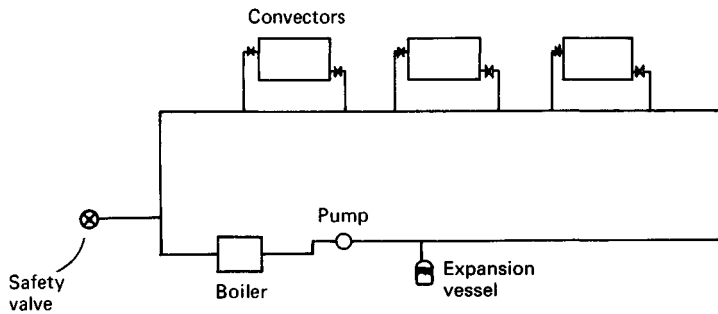 Convectors
Pump
Safety
valve
Boiler
Expansion
vessel